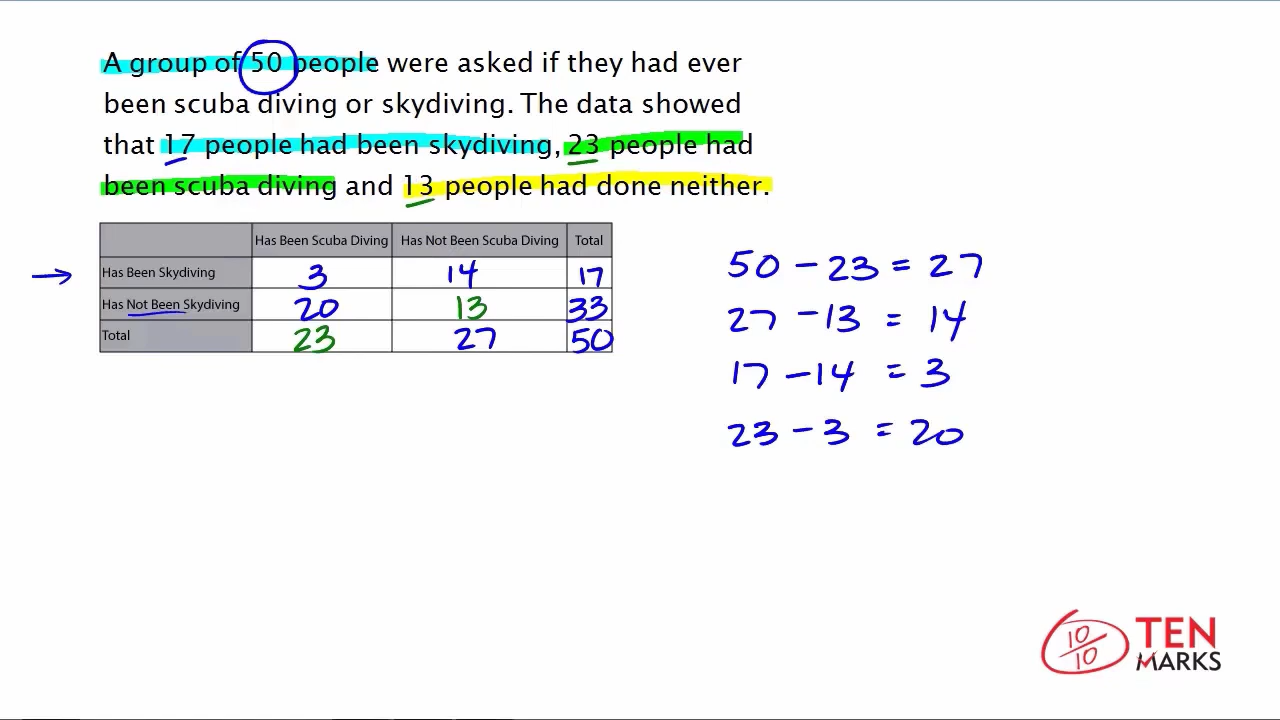 A group of 50 people were asked if they had ever
been scuba diving or skydiving. The data showed
that 17 people had been skydiving, 23 people had
been scuba diving and 13 people had done neither.
Has Been Scuba Diving Has Not Been Scuba Diving Total
Has Been Skydiving 3 14 17
Has Not Been Skydiving 20 13 33
Total 23 27 50
50 - 23 = 27
27 - 13 = 14
17 - 14 = 3
23 - 3 = 20
10/10 TEN
MARKS